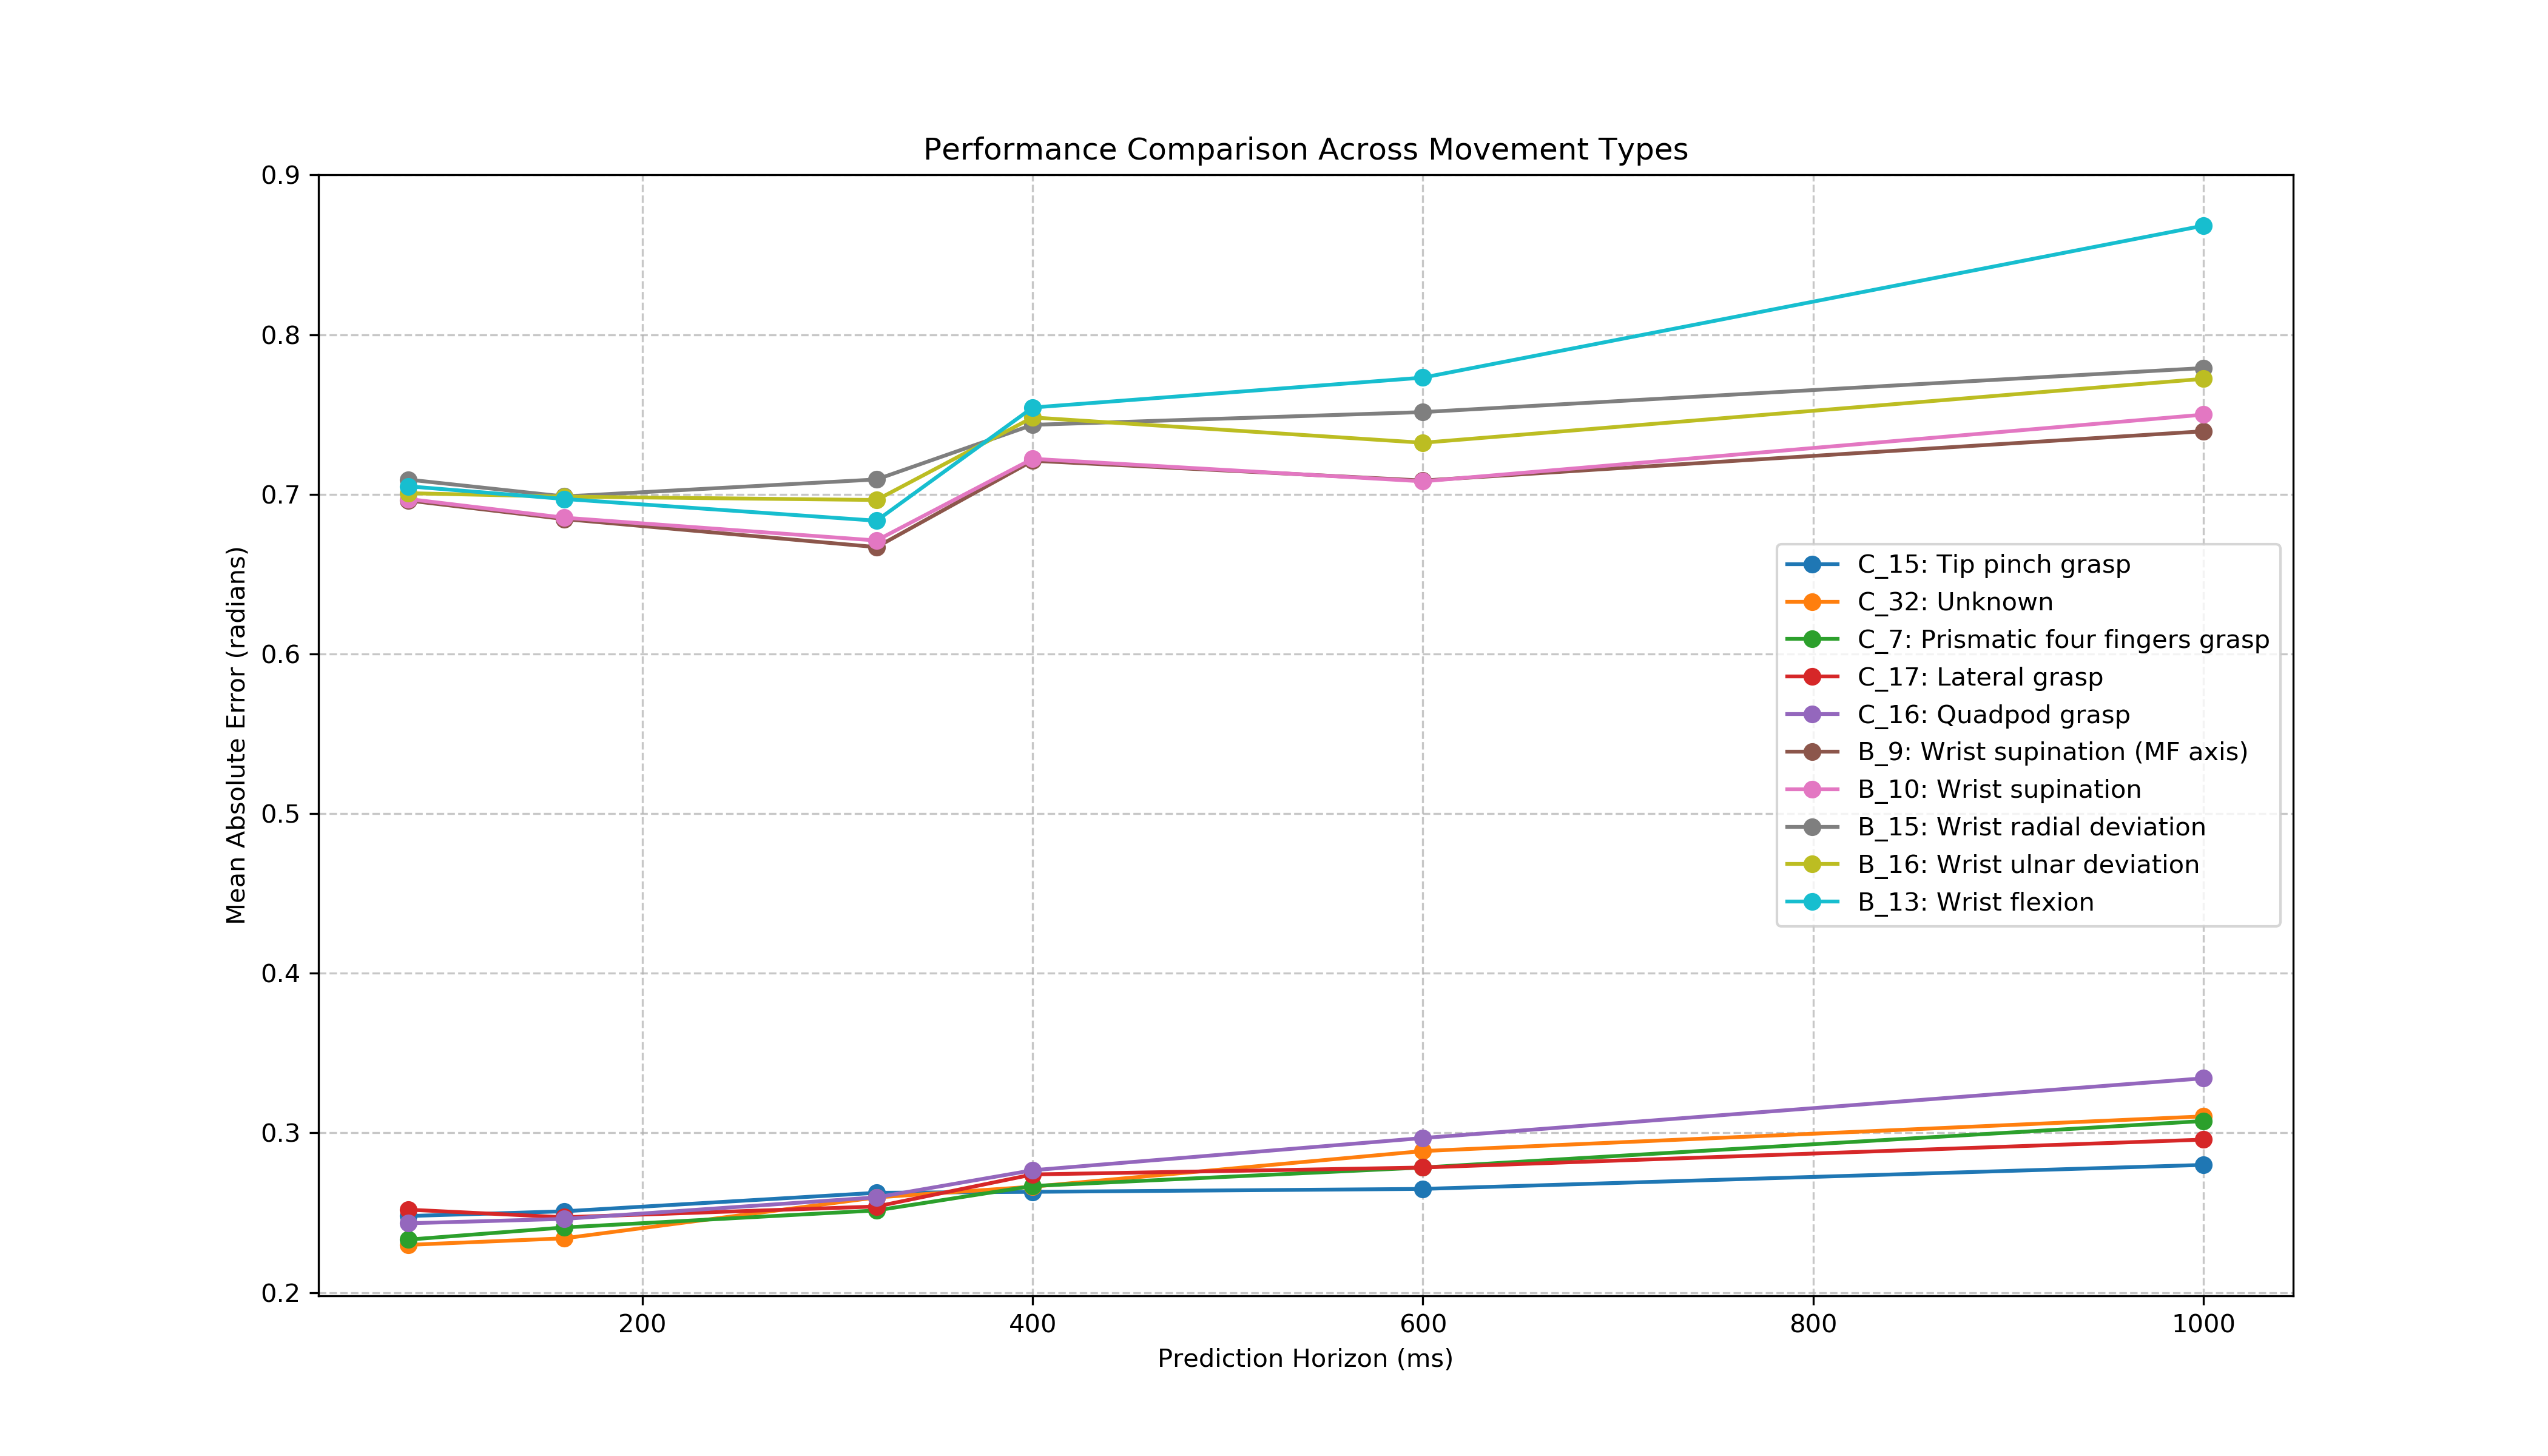 Performance Comparison Across Movement Types
0.9
0.8
0.7
0.6
0.5
0.4
0.3
0.2
Mean Absolute Error (radians)
C_15: Tip pinch grasp
C_32: Unknown
C_7: Prismatic four fingers grasp
C_17: Lateral grasp
C_16: Quadpod grasp
B_9: Wrist supination (MF axis)
B_10: Wrist supination
B_15: Wrist radial deviation
B_16: Wrist ulnar deviation
B_13: Wrist flexion
200 400 600 800 1000
Prediction Horizon (ms)